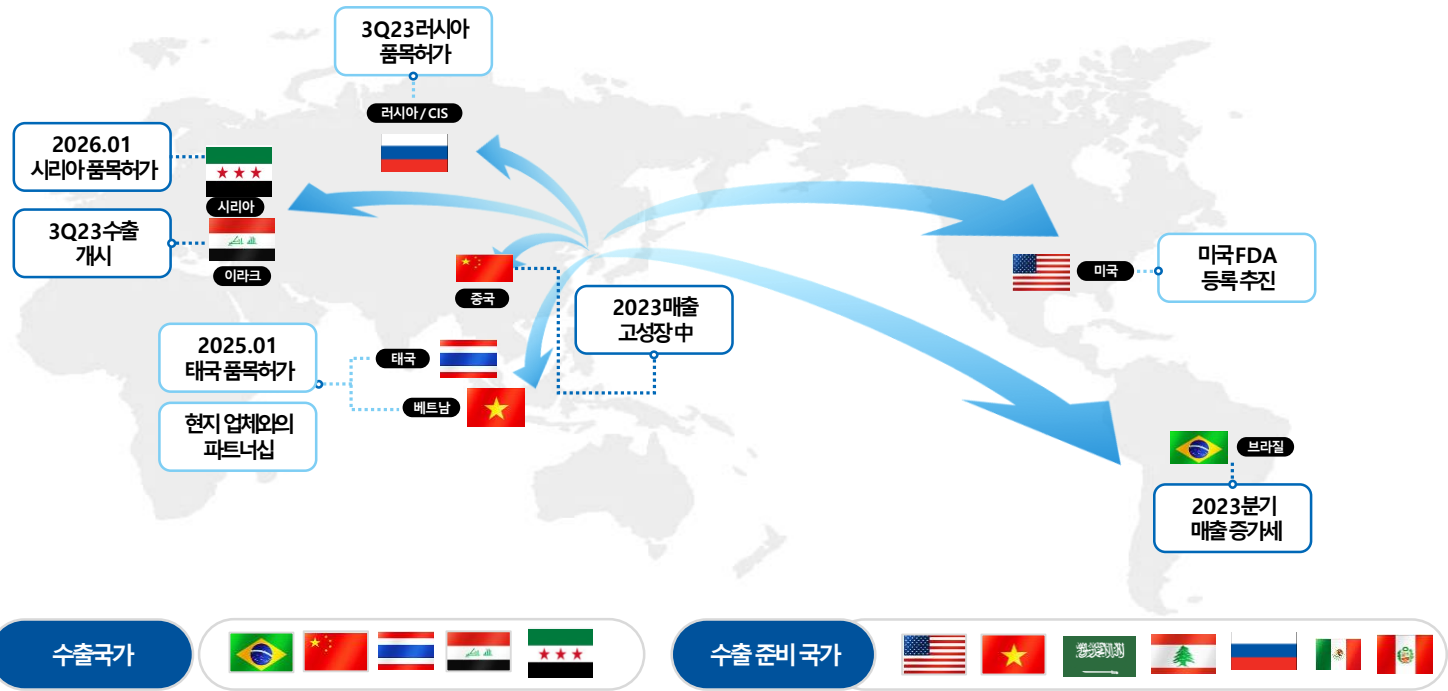 3Q23러시아
품목허가
러시아/CIS
2026.01
시리아 품목허가
시리아
3Q23수출
개시
이라크
중국
2023매출
고성장 中
미국
미국FDA
등록 추진
2025.01
태국 품목허가
태국
베트남
현지 업체와의
파트너십
브라질
2023분기
매출 증가세
수출국가
수출 준비 국가